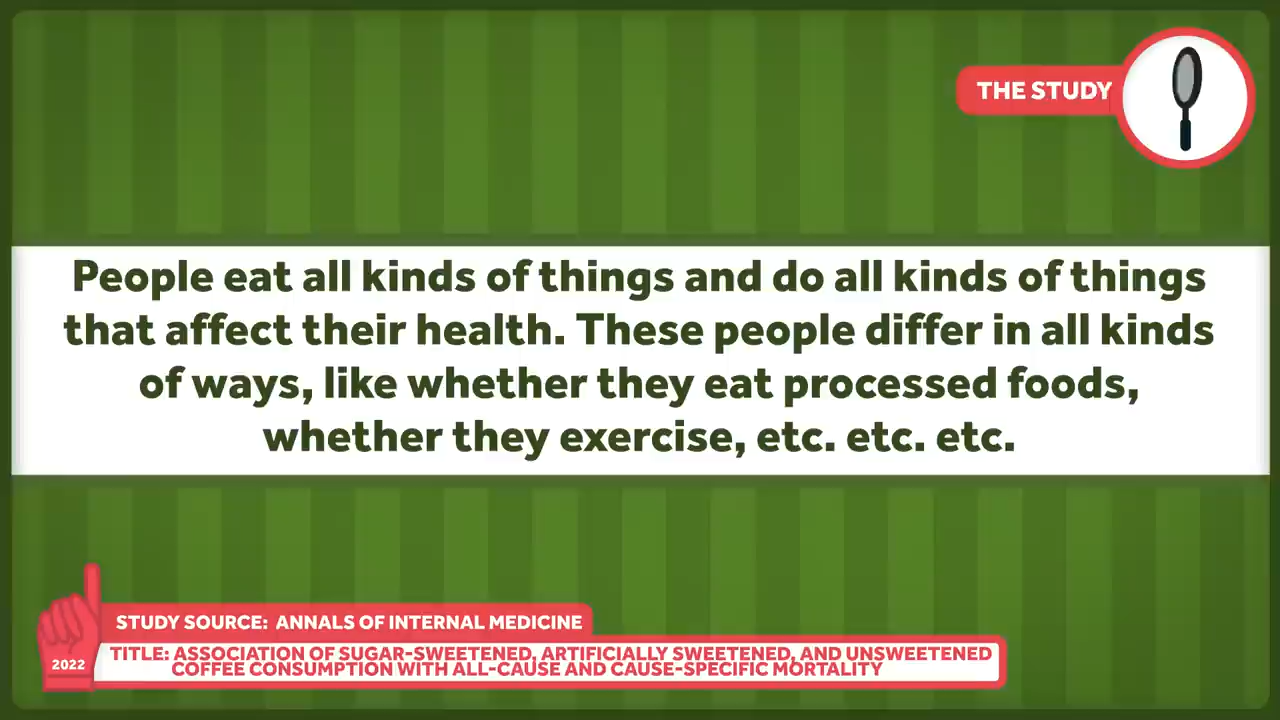 THE STUDY
People eat all kinds of things and do all kinds of things
that affect their health. These people differ in all kinds
of ways, like whether they eat processed foods,
whether they exercise, etc. etc. etc.
STUDY SOURCE: ANNALS OF INTERNAL MEDICINE
2022
TITLE: ASSOCIATION OF SUGAR-SWEETENED, ARTIFICIALLY SWEETENED, AND UNSWEETENED
COFFEE CONSUMPTION WITH ALL-CAUSE AND CAUSE-SPECIFIC MORTALITY